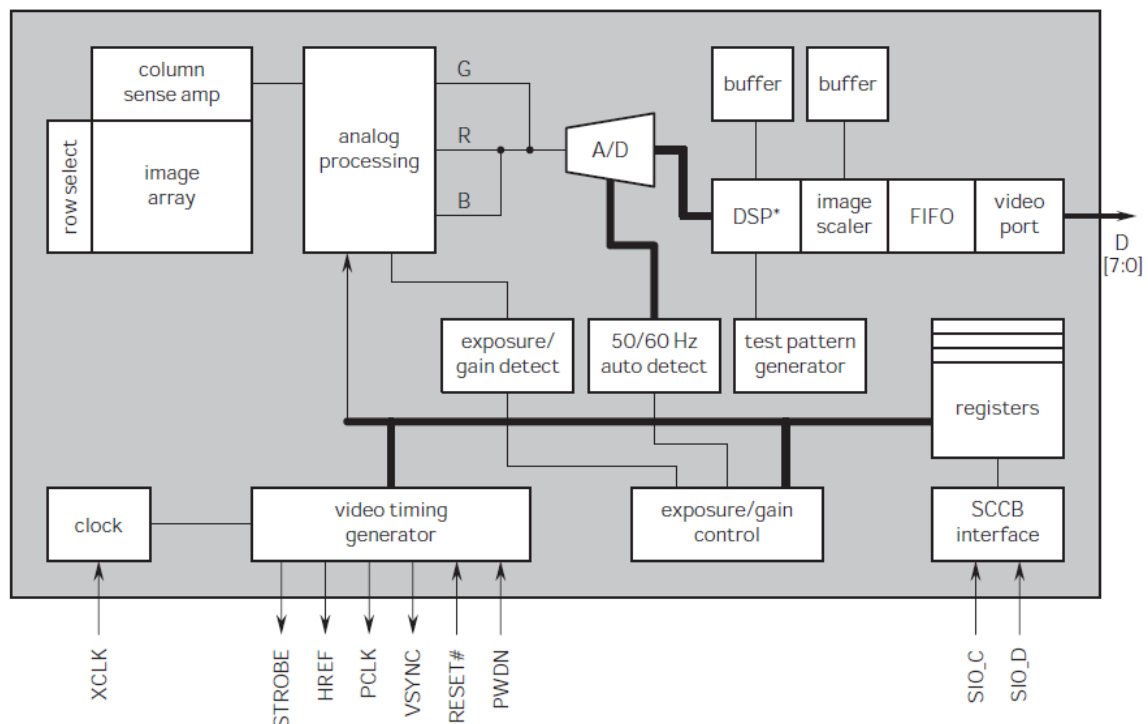 column
sense amp
row select
image
array
analog
processing
G
R
B
A/D
buffer
buffer
DSP*
image
scaler
FIFO
video
port
D
[7:0]
exposure/
gain detect
50/60 Hz
auto detect
test pattern
generator
registers
clock
video timing
generator
exposure/gain
control
SCCB
interface
XCLK
STROBE
HREF
PCLK
VSYNC
RESET#
PWDN
SIO_C
SIO_D